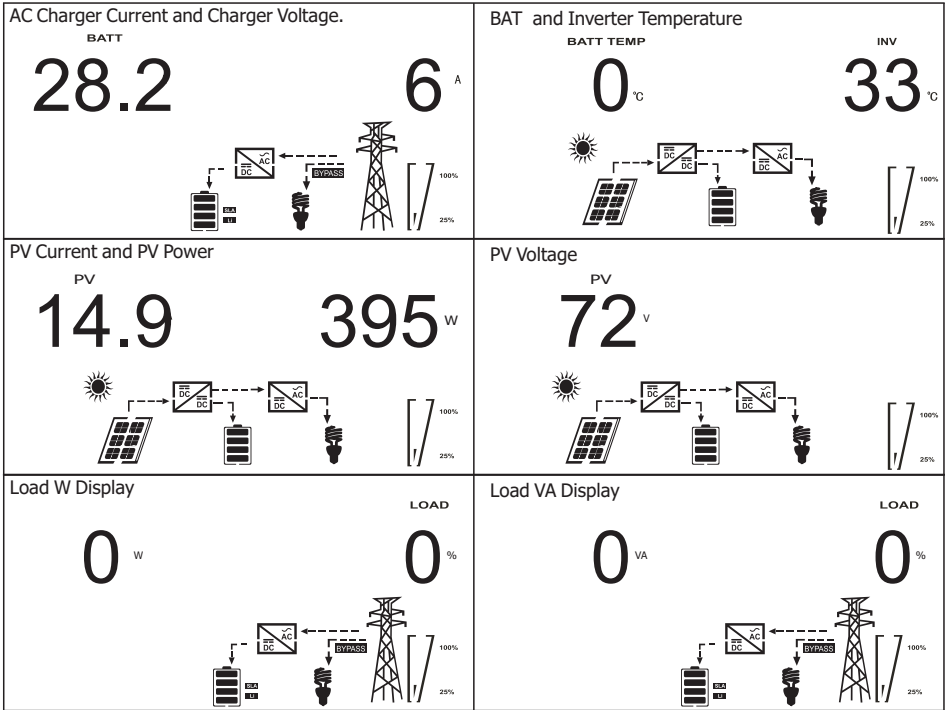 AC Charger Current and Charger Voltage.
BATT
28.2 6 A
AC
DC
BYPASS
SLA
LI
100%
25%
BAT and Inverter Temperature
BATT TEMP INV
0 ℃ 33 ℃
DC
DC
AC
DC
100%
25%
PV Current and PV Power
PV
14.9 395 W
DC
DC
AC
DC
100%
25%
PV Voltage
PV
72 V
DC
DC
AC
DC
100%
25%
Load W Display
LOAD
0 W 0 %
AC
DC
BYPASS
SLA
LI
100%
25%
Load VA Display
LOAD
0 VA 0 %
AC
DC
BYPASS
SLA
LI
100%
25%